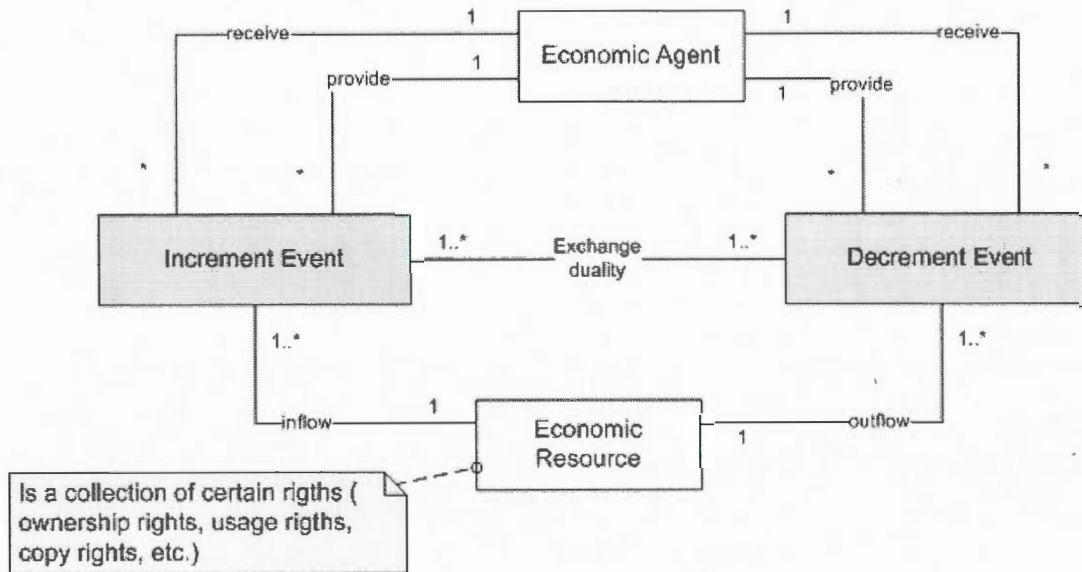 receive
1
Economic Agent
1
receive
provide
1
1
provide
*
*
*
*
Increment Event
1..*
Exchange
duality
1..*
Decrement Event
1..*
1..*
inflow
1
Economic
Resource
1
outflow
Is a collection of certain rigths (
ownership rights, usage rigths,
copy rights, etc.)